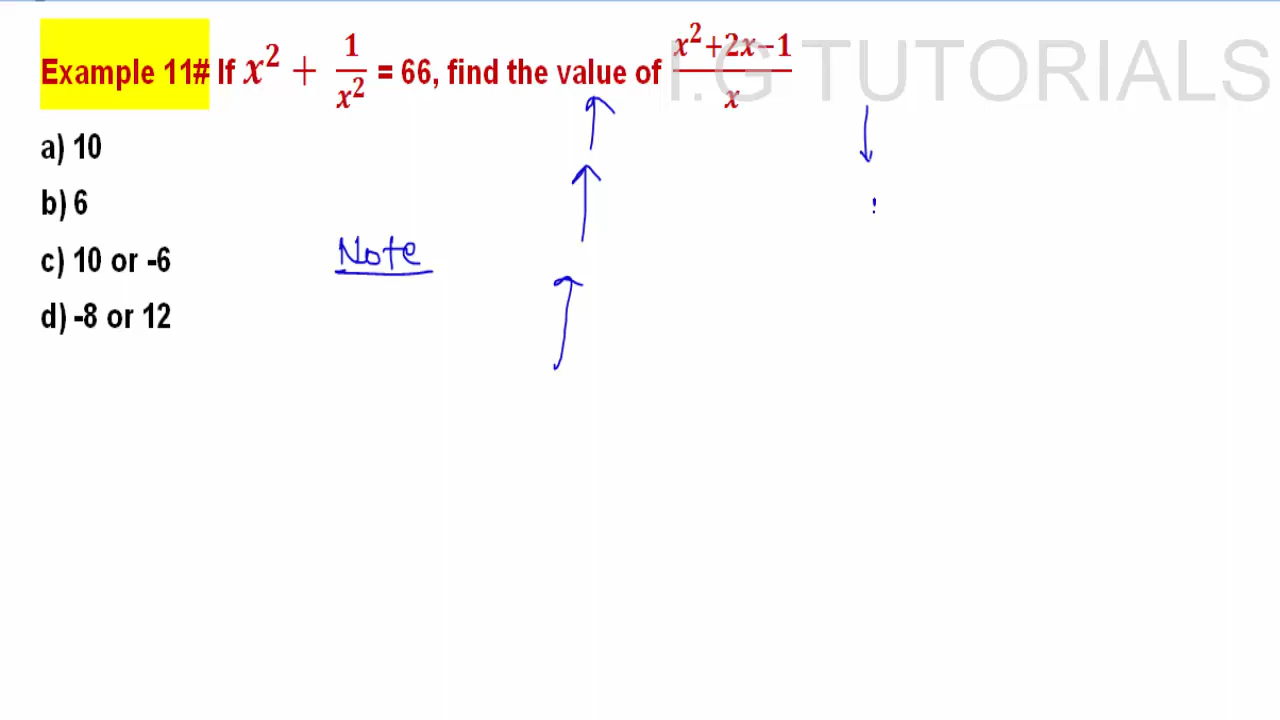 Example 11# If x² + 1/x² = 66, find the value of x²+2x−1/x
I.G TUTORIALS
a) 10
b) 6
c) 10 or -6
Note
d) -8 or 12